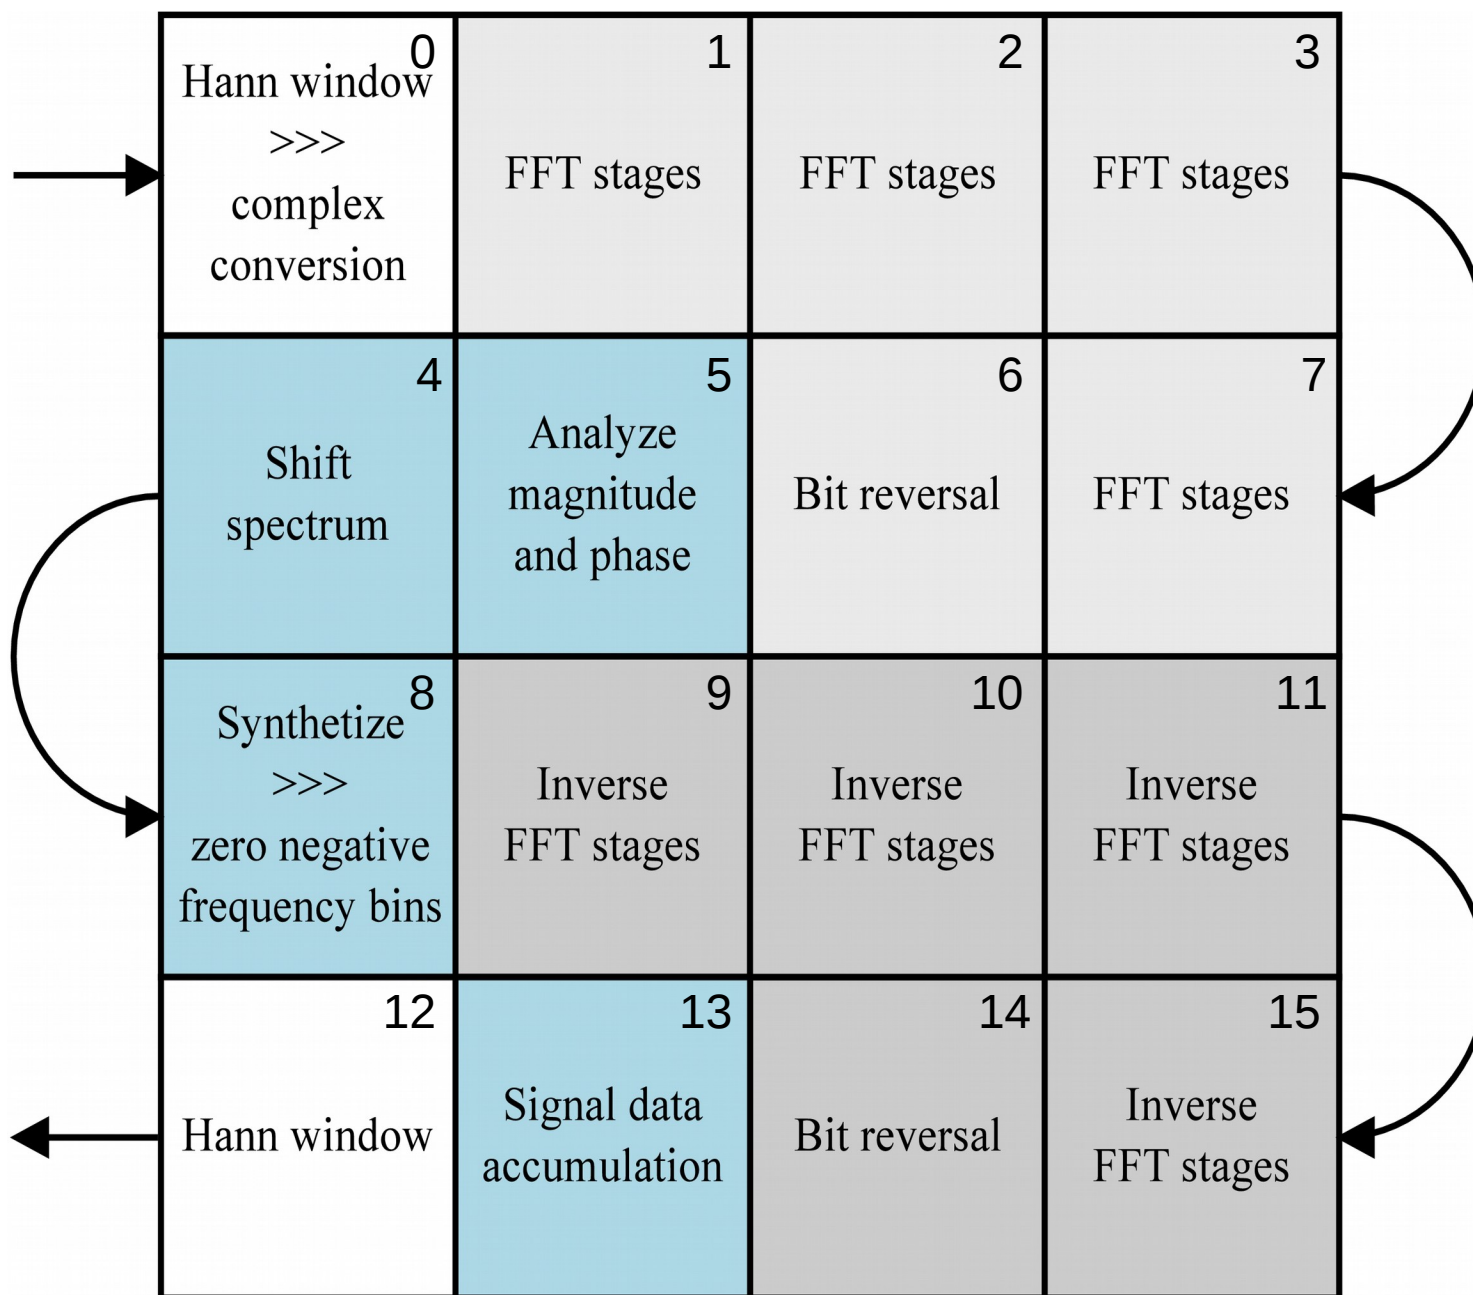 0
Hann window
>>>
complex
conversion
1
FFT stages
2
FFT stages
3
FFT stages
4
Shift
spectrum
5
Analyze
magnitude
and phase
6
Bit reversal
7
FFT stages
8
Synthetize
>>>
zero negative
frequency bins
9
Inverse
FFT stages
10
Inverse
FFT stages
11
Inverse
FFT stages
12
Hann window
13
Signal data
accumulation
14
Bit reversal
15
Inverse
FFT stages